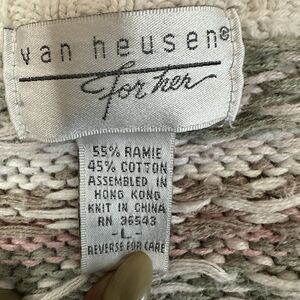 van heusen®
for her
55% RAMIE
45% COTTON
ASSEMBLED IN
HONG KONG
KNIT IN CHINA
RN 36543
-L-
REVERSE FOR CARE